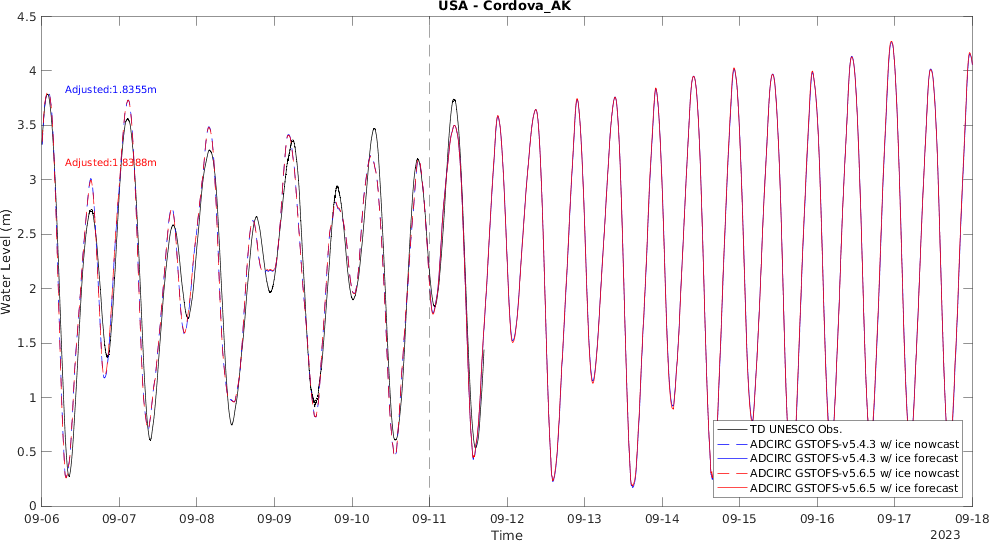 USA - Cordova_AK
4.5
4
3.5
3
2.5
2
1.5
1
0.5
0
Water Level (m)
Adjusted:1.8355m
Adjusted:1.8388m
TD UNESCO Obs.
ADCIRC GSTOFS-v5.4.3 w/ ice nowcast
ADCIRC GSTOFS-v5.4.3 w/ ice forecast
ADCIRC GSTOFS-v5.6.5 w/ ice nowcast
ADCIRC GSTOFS-v5.6.5 w/ ice forecast
09-06 09-07 09-08 09-09 09-10 09-11 09-12 09-13 09-14 09-15 09-16 09-17 09-18
Time
2023